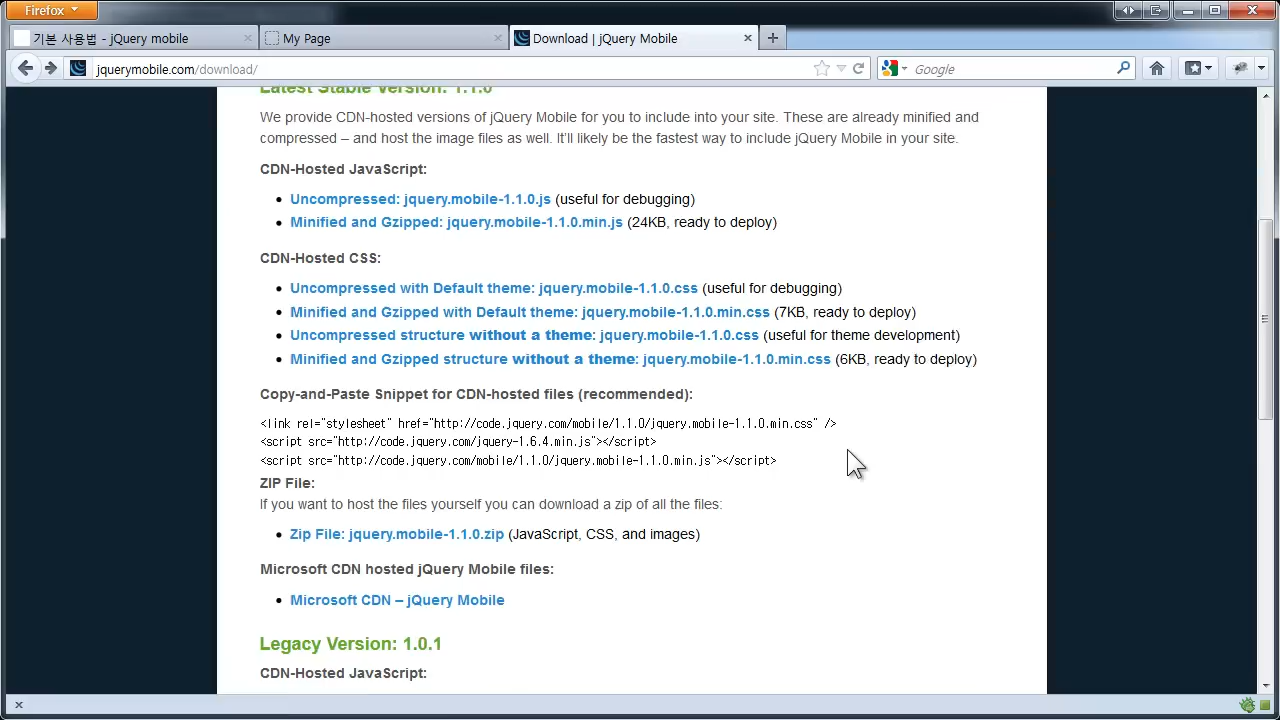 Firefox
기본 사용법 - jQuery mobile
My Page
Download | jQuery Mobile
jquerymobile.com/download/
Google
Latest Stable Version: 1.1.0
We provide CDN-hosted versions of jQuery Mobile for you to include into your site. These are already minified and
compressed – and host the image files as well. It'll likely be the fastest way to include jQuery Mobile in your site.
CDN-Hosted JavaScript:
Uncompressed: jquery.mobile-1.1.0.js (useful for debugging)
Minified and Gzipped: jquery.mobile-1.1.0.min.js (24KB, ready to deploy)
CDN-Hosted CSS:
Uncompressed with Default theme: jquery.mobile-1.1.0.css (useful for debugging)
Minified and Gzipped with Default theme: jquery.mobile-1.1.0.min.css (7KB, ready to deploy)
Uncompressed structure without a theme: jquery.mobile-1.1.0.css (useful for theme development)
Minified and Gzipped structure without a theme: jquery.mobile-1.1.0.min.css (6KB, ready to deploy)
Copy-and-Paste Snippet for CDN-hosted files (recommended):
<link rel="stylesheet" href="http://code.jquery.com/mobile/1.1.0/jquery.mobile-1.1.0.min.css" />
<script src="http://code.jquery.com/jquery-1.6.4.min.js"></script>
<script src="http://code.jquery.com/mobile/1.1.0/jquery.mobile-1.1.0.min.js"></script>
ZIP File:
If you want to host the files yourself you can download a zip of all the files:
Zip File: jquery.mobile-1.1.0.zip (JavaScript, CSS, and images)
Microsoft CDN hosted jQuery Mobile files:
Microsoft CDN – jQuery Mobile
Legacy Version: 1.0.1
CDN-Hosted JavaScript: